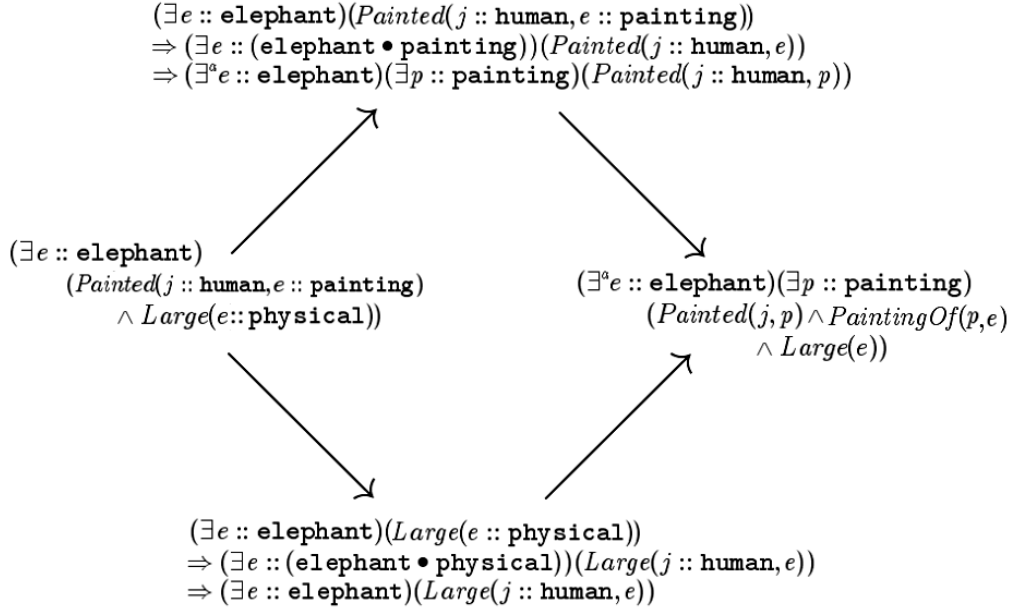 (∃e :: elephant)(Painted(j :: human, e :: painting))
⇒ (∃e :: (elephant • painting))(Painted(j :: human, e))
⇒ (∃ᵃe :: elephant)(∃p :: painting)(Painted(j :: human, p))
(∃e :: elephant)
(Painted(j :: human,e :: painting)
∧ Large(e::physical))
(∃ᵃe :: elephant)(∃p :: painting)
(Painted(j, p) ∧ PaintingOf(p,e)
∧ Large(e))
(∃e :: elephant)(Large(e :: physical))
⇒ (∃e :: (elephant • physical))(Large(j :: human, e))
⇒ (∃e :: elephant)(Large(j :: human, e))